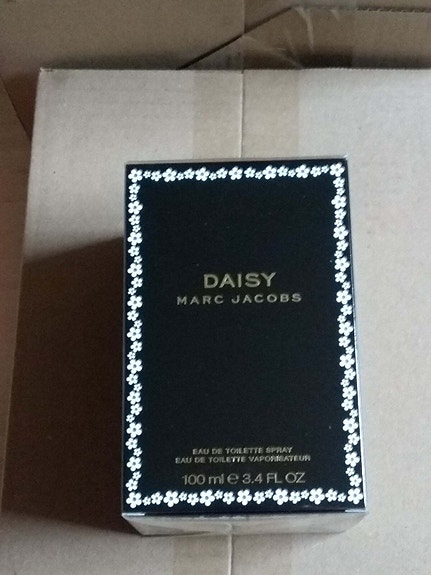 DAISY
MARC JACOBS
EAU DE TOILETTE SPRAY
EAU DE TOILETTE VAPORISATEUR
100 ml ℮ 3.4 FL OZ